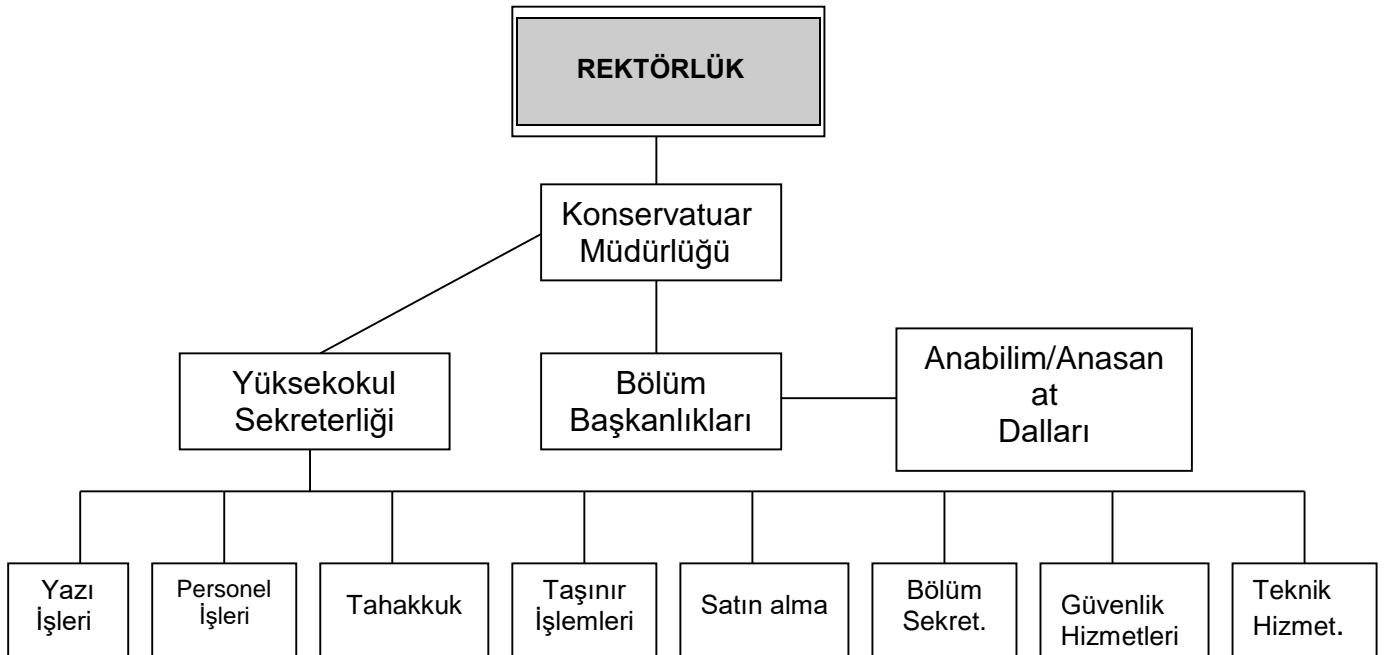 REKTÖRLÜK
Konservatuar
Müdürlüğü
Yüksekokul
Sekreterliği
Bölüm
Başkanlıkları
Anabilim/Anasan
at
Dalları
Yazı
İşleri
Personel
İşleri
Tahakkuk
Taşınır
İşlemleri
Satın alma
Bölüm
Sekret.
Güvenlik
Hizmetleri
Teknik
Hizmet.